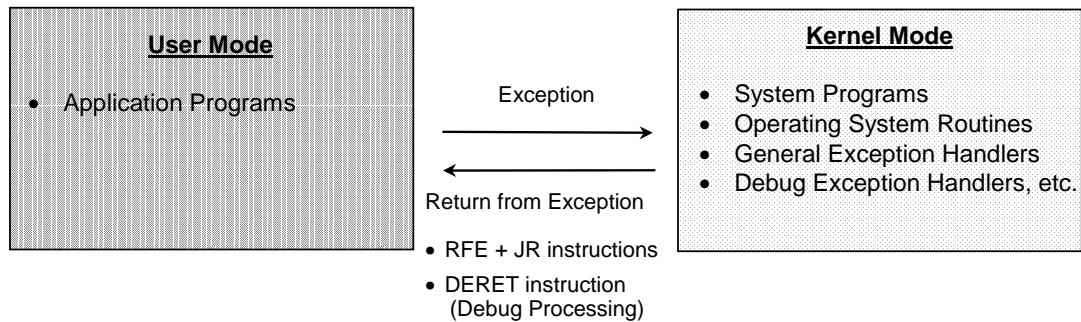 User Mode
• Application Programs
Exception
Return from Exception
• RFE + JR instructions
• DERET instruction
(Debug Processing)
Kernel Mode
• System Programs
• Operating System Routines
• General Exception Handlers
• Debug Exception Handlers, etc.